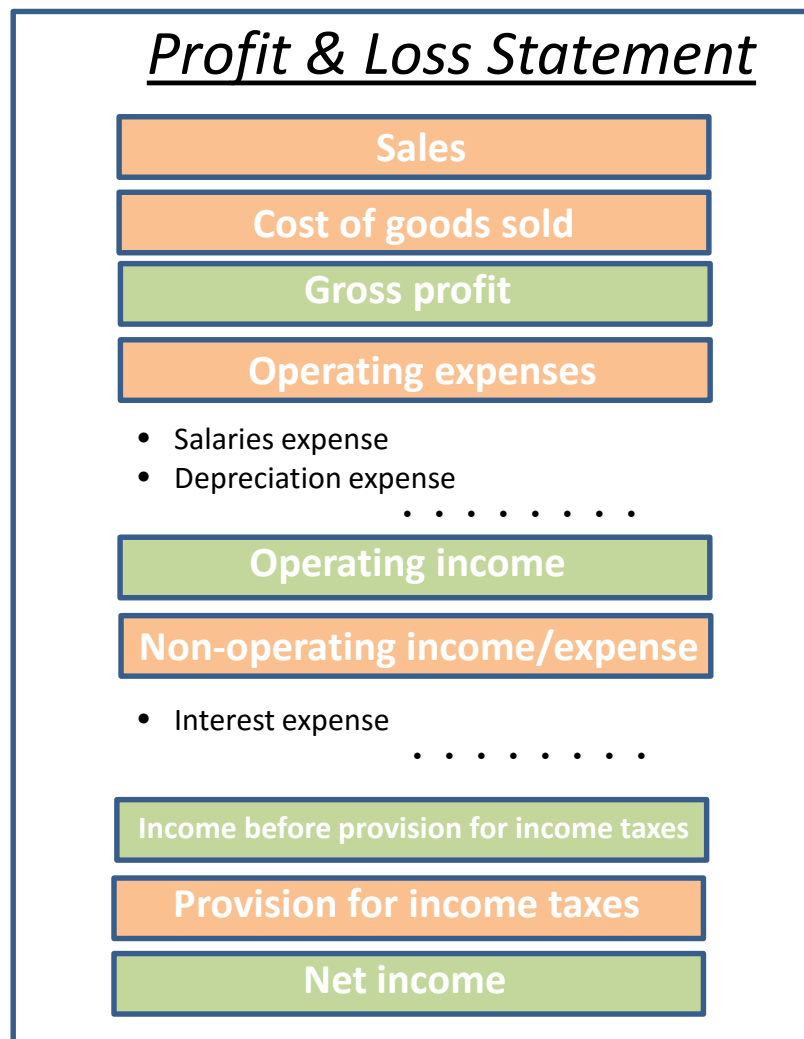 Profit & Loss Statement
Sales
Cost of goods sold
Gross profit
Operating expenses
• Salaries expense
• Depreciation expense
. . . . . . . .
Operating income
Non-operating income/expense
• Interest expense
. . . . . . . .
Income before provision for income taxes
Provision for income taxes
Net income